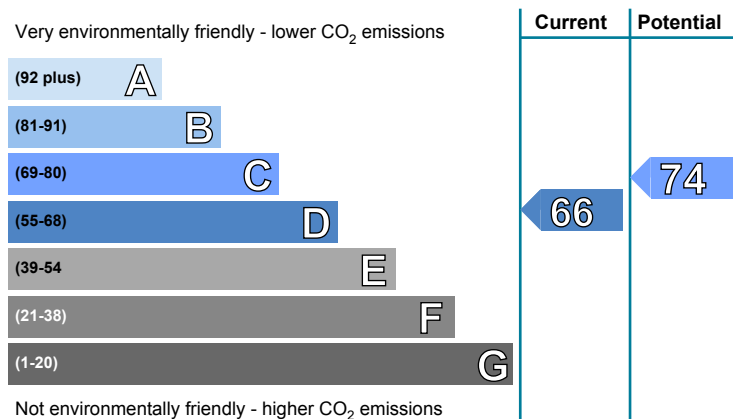 Current Potential
Very environmentally friendly - lower CO₂ emissions
(92 plus) A
(81-91) B
(69-80) C
74
(55-68) D
66
(39-54 E
(21-38) F
(1-20) G
Not environmentally friendly - higher CO₂ emissions